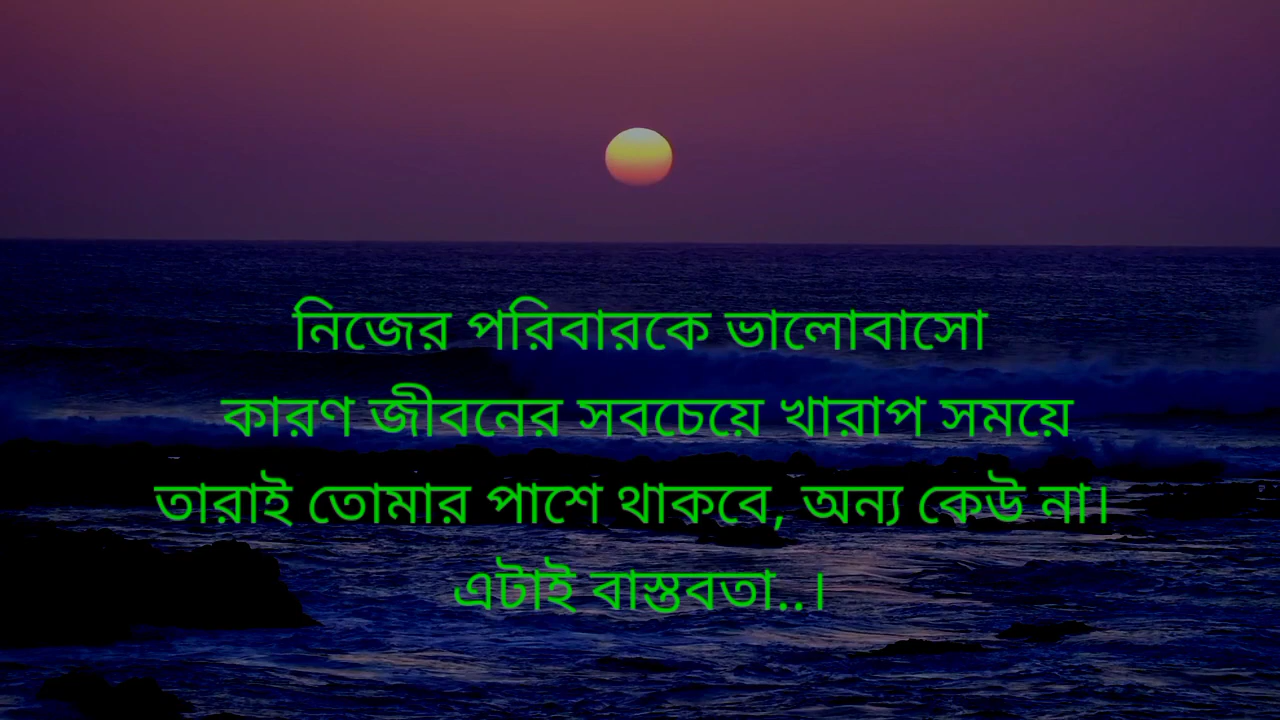 নিজের পরিবারকে ভালোবাসো
কারণ জীবনের সবচেয়ে খারাপ সময়ে
তারাই তোমার পাশে থাকবে, অন্য কেউ না।
এটাই বাস্তবতা..।